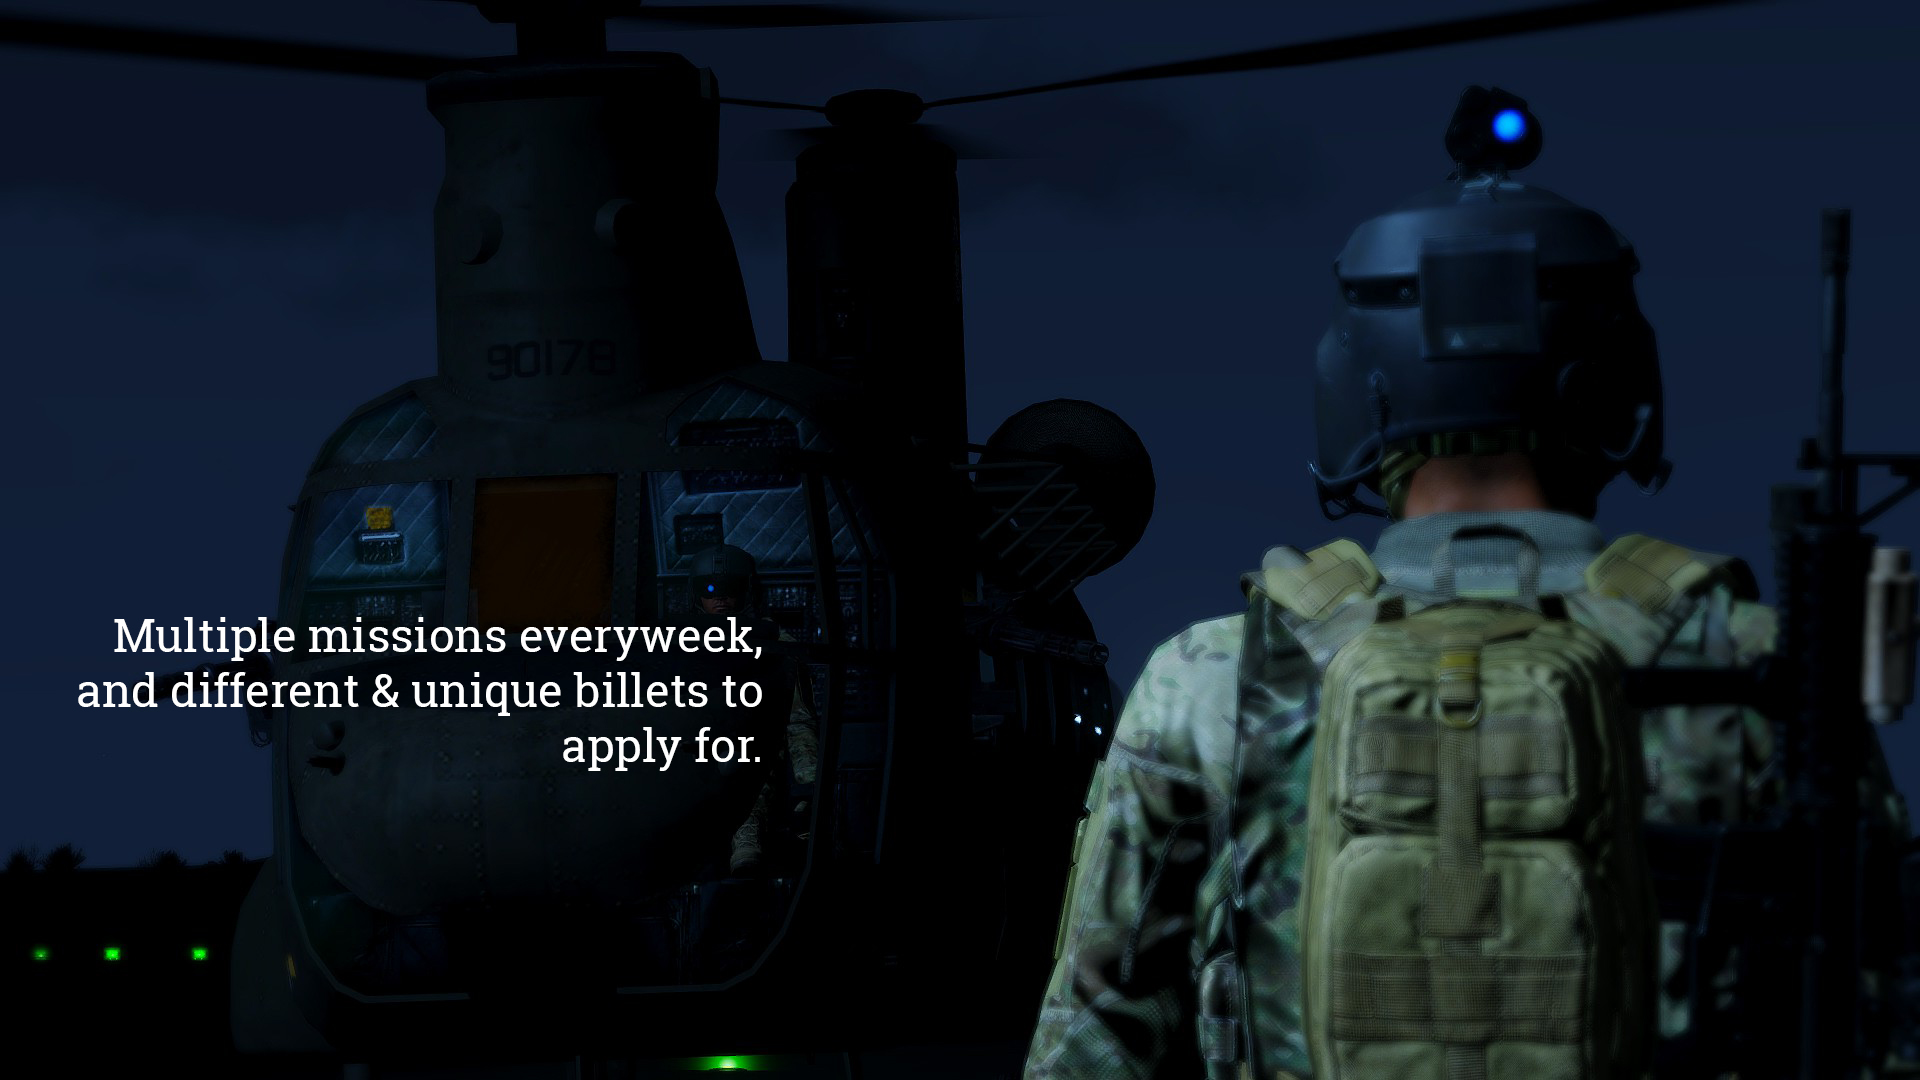 90178
Multiple missions everyweek,
and different & unique billets to
apply for.